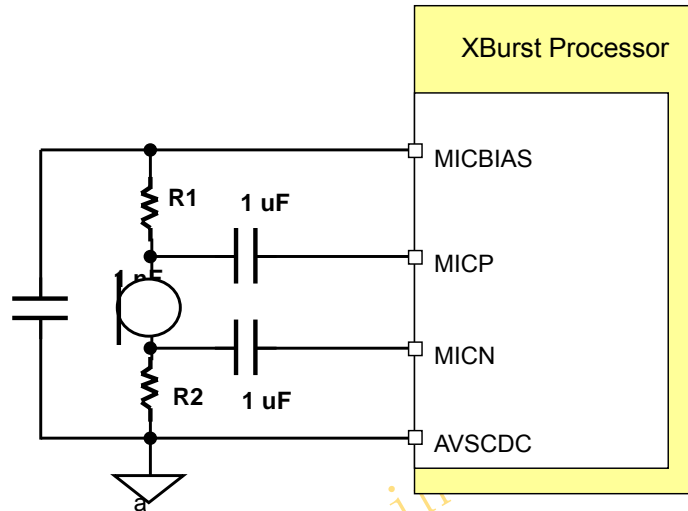 XBurst Processor
MICBIAS
R1
1 uF
MICP
1 nF
MICN
R2
1 uF
AVSCDC
a